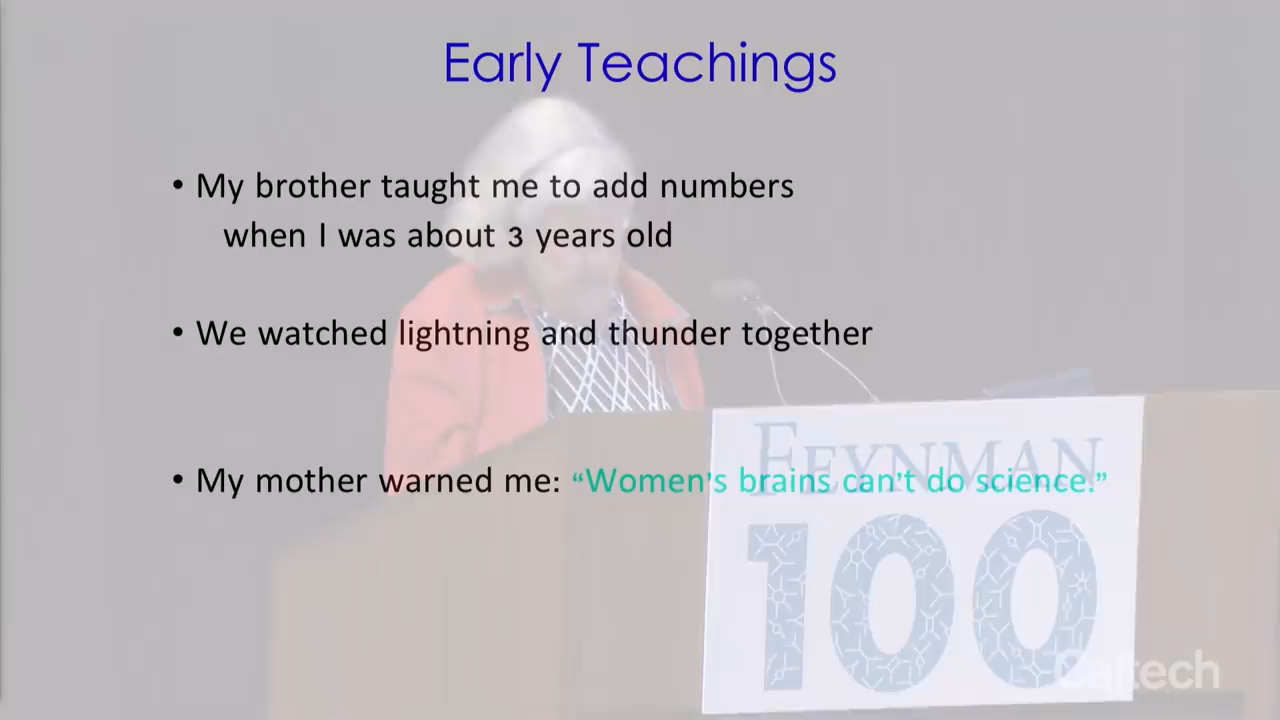 Early Teachings
• My brother taught me to add numbers
when I was about 3 years old
• We watched lightning and thunder together
• My mother warned me: “Women’s brains can’t do science.”
FEYNMAN
100
Caltech